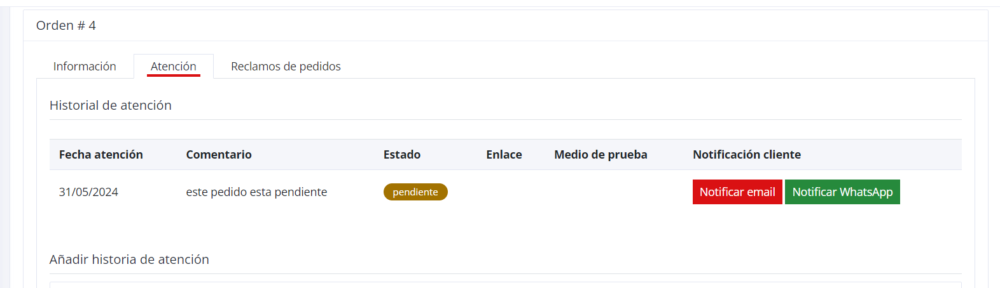 Orden # 4
Información Atención Reclamos de pedidos
Historial de atención
Fecha atención Comentario Estado Enlace Medio de prueba Notificación cliente
31/05/2024 este pedido esta pendiente pendiente Notificar email Notificar WhatsApp
Añadir historia de atención